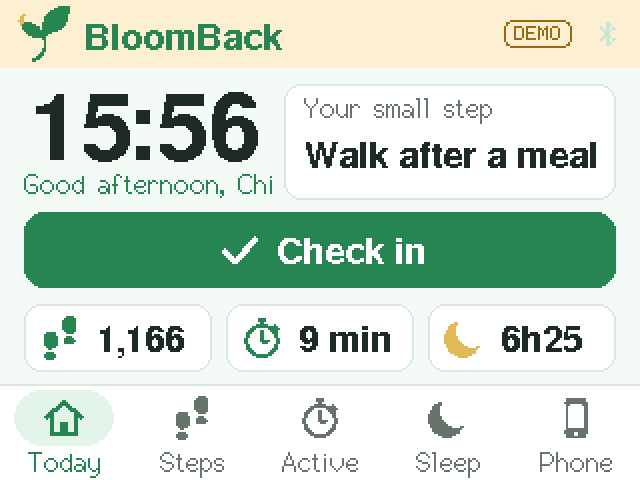 BloomBack
DEMO
15:56
Good afternoon, Chi
Your small step
Walk after a meal
Check in
1,166
9 min
6h25
Today
Steps
Active
Sleep
Phone